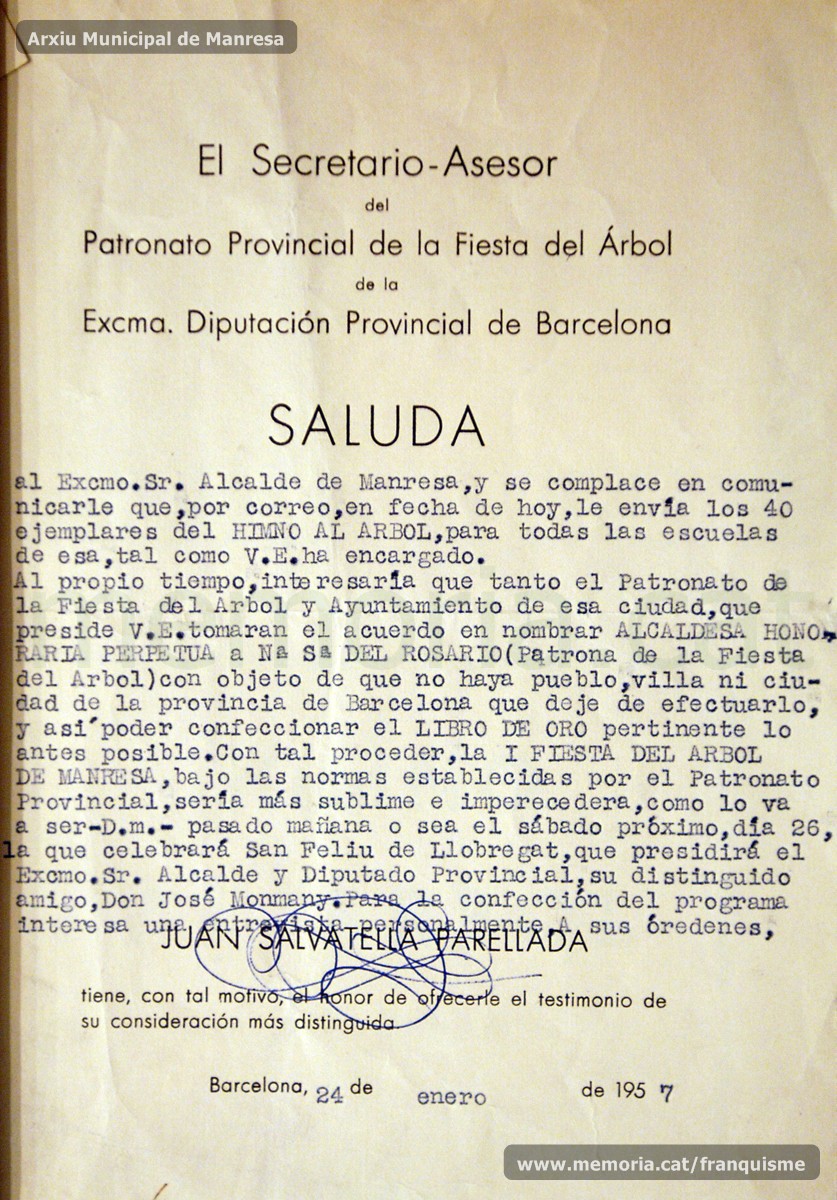 Arxiu Municipal de Manresa
El Secretario-Asesor
del
Patronato Provincial de la Fiesta del Árbol
de la
Excma. Diputación Provincial de Barcelona
SALUDA
al Excmo.Sr. Alcalde de Manresa,y se complace en comu-
nicarle que,por correo,en fecha de hoy,le envía los 40
ejemplares del HIMNO AL ARBOL,para todas las escuelas
de esa,tal como V.E.ha encargado.
Al propio tiempo,interesaría que tanto el Patronato de
la Fiesta del Arbol y Ayuntamiento de esa ciudad,que
preside V.E.tomaran el acuerdo en nombrar ALCALDESA HONO-
RARIA PERPETUA a Nª Sª DEL ROSARIO(Patrona de la Fiesta
del Arbol)con objeto de que no haya pueblo,villa ni ciu-
dad de la provincia de Barcelona que deje de efectuarlo,
y así poder confeccionar el LIBRO DE ORO pertinente lo
antes posible.Con tal proceder,la I FIESTA DEL ARBOL
DE MANRESA,bajo las normas establecidas por el Patronato
Provincial,sería más sublime e imperecedera,como lo va
a ser-D.m.- pasado mañana o sea el sábado próximo,día 26,
la que celebrará San Feliu de Llobregat,que presidirá el
Excmo.Sr. Alcalde y Diputado Provincial,su distinguido
amigo,Don José Monmany.Para la confección del programa
interesa una entrevista personalmente.A sus óredenes,
JUAN SALVATELLA PARELLADA
tiene, con tal motivo, el honor de ofrecerle el testimonio de
su consideración más distinguida.
Barcelona, 24 de enero de 1957
www.memoria.cat/franquisme